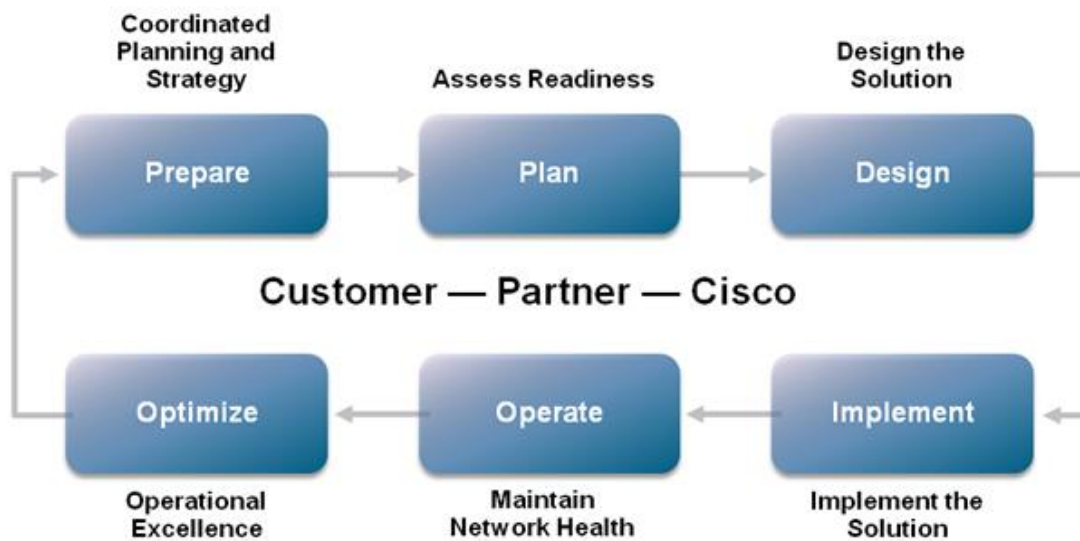 Coordinated
Planning and
Strategy
Assess Readiness
Design the
Solution
Prepare
Plan
Design
Customer — Partner — Cisco
Optimize
Operate
Implement
Operational
Excellence
Maintain
Network Health
Implement the
Solution